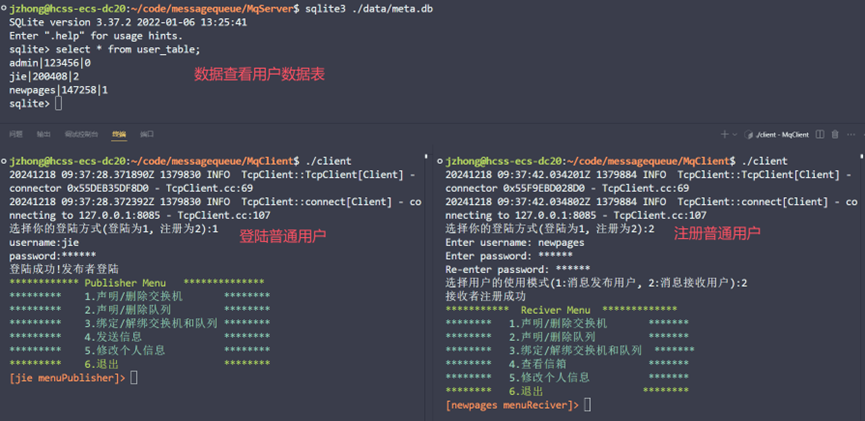 jzhong@hcss-ecs-dc20:~/code/messagequeue/MqServer$ sqlite3 ./data/meta.db
SQLite version 3.37.2 2022-01-06 13:25:41
Enter ".help" for usage hints.
sqlite> select * from user_table;
admin|123456|0
jie|200408|2
newpages|147258|1
sqlite>
数据查看用户数据表
问题 输出 调试控制台 终端 端口
./client - MqClient
jzhong@hcss-ecs-dc20:~/code/messagequeue/MqClient$ ./client
20241218 09:37:28.371890Z 1379830 INFO TcpClient::TcpClient[Client] -
connector 0x55DEB35DF8D0 - TcpClient.cc:69
20241218 09:37:28.372392Z 1379830 INFO TcpClient::connect[Client] - co
nnecting to 127.0.0.1:8085 - TcpClient.cc:107
选择你的登陆方式(登陆为1, 注册为2):1
username:jie
password:******
登陆成功!发布者登陆
登陆普通用户
************ Publisher Menu **************
********* 1.声明/删除交换机 ********
********* 2.声明/删除队列 ********
********* 3.绑定/解绑交换机和队列 ********
********* 4.发送信息 ********
********* 5.修改个人信息 ********
********* 6.退出 ********
[jie menuPublisher]>
jzhong@hcss-ecs-dc20:~/code/messagequeue/MqClient$ ./client
20241218 09:37:42.034201Z 1379884 INFO TcpClient::TcpClient[Client] -
connector 0x55F9EBD028D0 - TcpClient.cc:69
20241218 09:37:42.034802Z 1379884 INFO TcpClient::connect[Client] - co
nnecting to 127.0.0.1:8085 - TcpClient.cc:107
选择你的登陆方式(登陆为1, 注册为2):2
Enter username: newpages
Enter password: ******
Re-enter password: ******
注册普通用户
选择用户的使用模式(1:消息发布用户, 2:消息接收用户):2
接收者注册成功
*********** Reciver Menu *************
******** 1.声明/删除交换机 *******
******** 2.声明/删除队列 *******
******** 3.绑定/解绑交换机和队列 *******
******** 4.查看信箱 *******
******** 5.修改个人信息 *******
******** 6.退出 ********
[newpages menuReciver]>